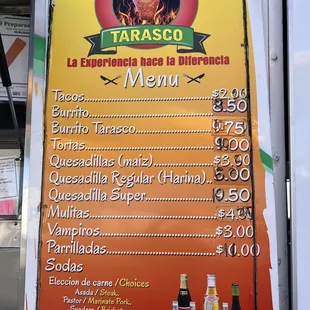 TARASCO
La Experiencia hace la Diferencia
Menu
Tacos $2.00
Burrito 8.50
Burrito Tarasco 9.75
Tortas 9.00
Quesadillas (maiz) $3.00
Quesadilla Regular (Harina) 5.00
Quesadilla Super 9.50
Mulitas $4.00
Vampiros $3.00
Parrilladas $10.00
Sodas
Eleccion de carne /Choices
Asada / Steak,
Pastor / Marinate Pork,